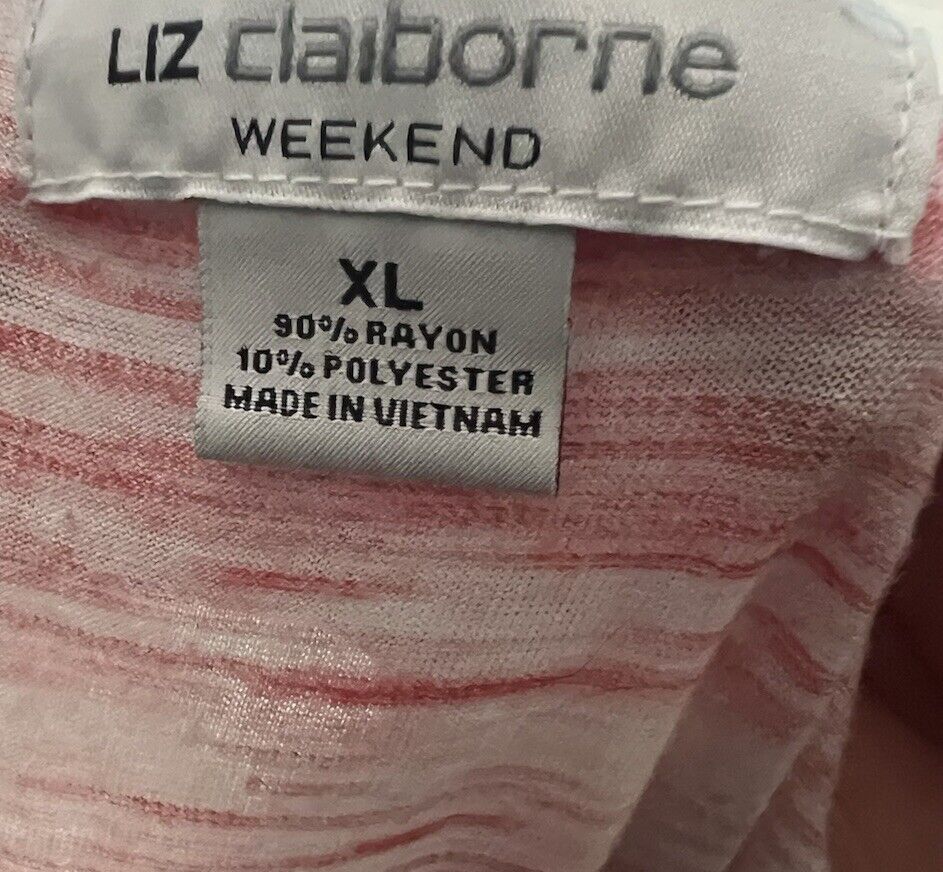 LIZ claiborne
WEEKEND
XL
90% RAYON
10% POLYESTER
MADE IN VIETNAM